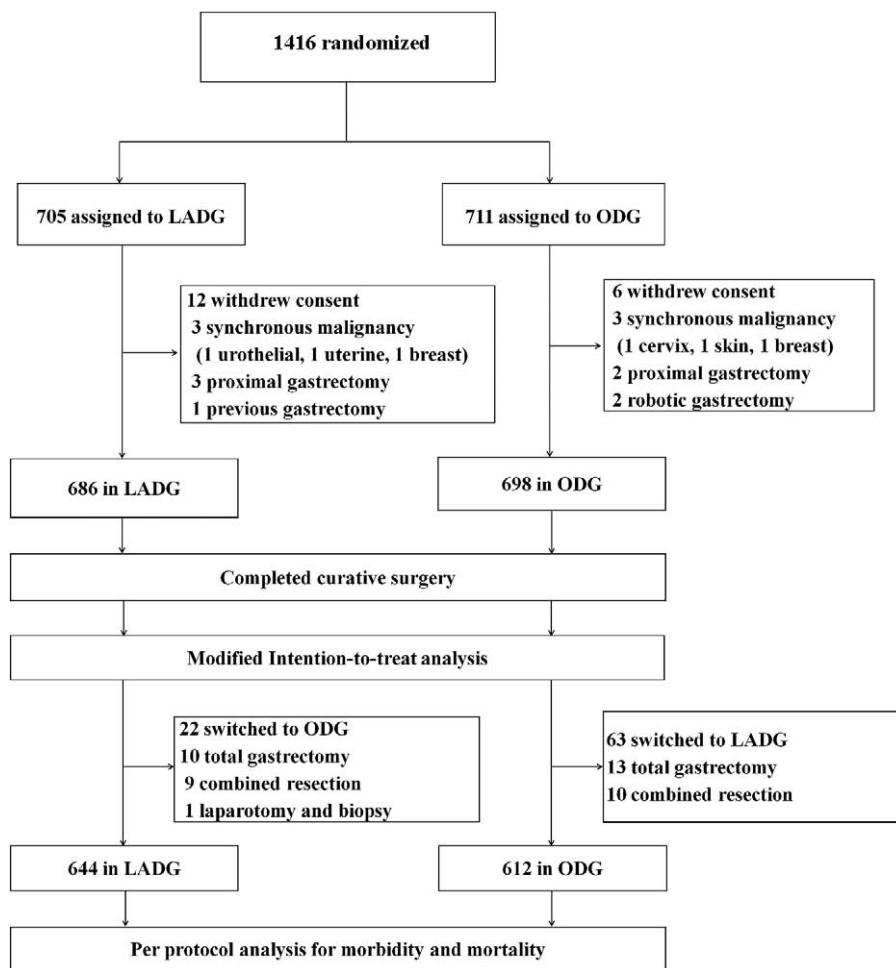 1416 randomized
705 assigned to LADG
711 assigned to ODG
12 withdrew consent
3 synchronous malignancy
(1 urothelial, 1 uterine, 1 breast)
3 proximal gastrectomy
1 previous gastrectomy
6 withdrew consent
3 synchronous malignancy
(1 cervix, 1 skin, 1 breast)
2 proximal gastrectomy
2 robotic gastrectomy
686 in LADG
698 in ODG
Completed curative surgery
Modified Intention-to-treat analysis
22 switched to ODG
10 total gastrectomy
9 combined resection
1 laparotomy and biopsy
63 switched to LADG
13 total gastrectomy
10 combined resection
644 in LADG
612 in ODG
Per protocol analysis for morbidity and mortality